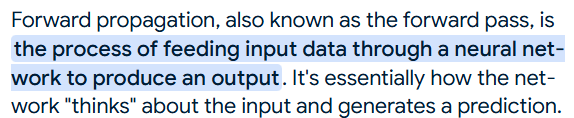 Forward propagation, also known as the forward pass, is
the process of feeding input data through a neural net-
work to produce an output. It's essentially how the net-
work "thinks" about the input and generates a prediction.